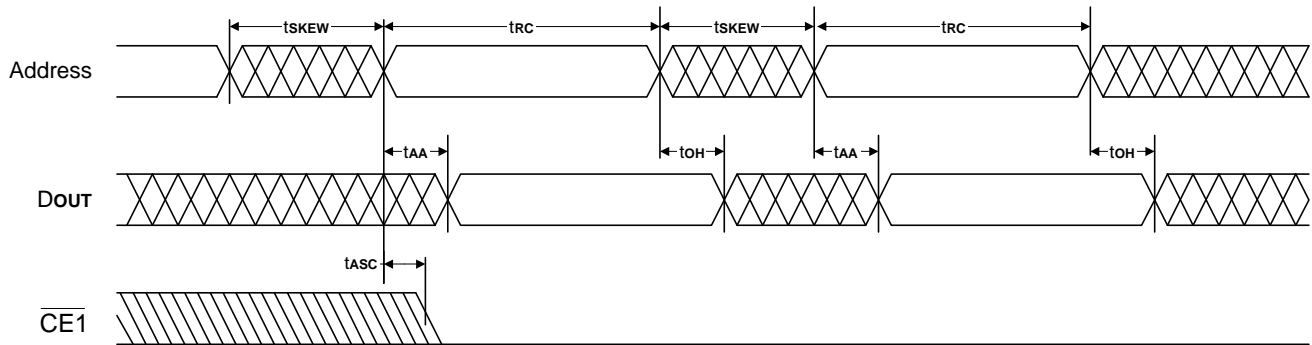 tSKEW tRC tSKEW tRC
Address
tAA tOH tAA tOH
DOUT
tASC
CE1